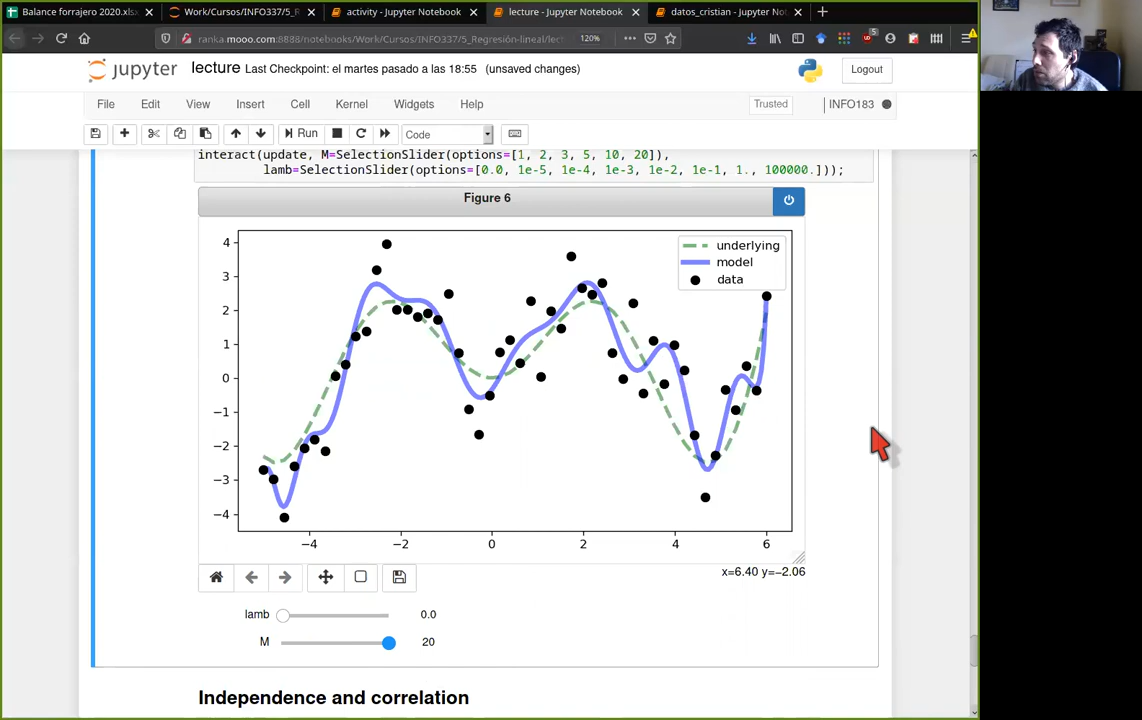 Balance forrajero 2020.xlsx
Work/Cursos/INFO337/5_R
activity - Jupyter Notebook
lecture - Jupyter Notebook
datos_cristian - Jupyter Note
ranka.mooo.com:8888/notebooks/Work/Cursos/INFO337/5_Regresión-lineal/lect
120%
5
jupyter
lecture Last Checkpoint: el martes pasado a las 18:55 (unsaved changes)
Logout
File Edit View Insert Cell Kernel Widgets Help
Trusted
INFO183
Run
Code
interact(update, M=SelectionSlider(options=[1, 2, 3, 5, 10, 20]),
lamb=SelectionSlider(options=[0.0, 1e-5, 1e-4, 1e-3, 1e-2, 1e-1, 1., 100000.]));
Figure 6
underlying
model
data
4
3
2
1
0
−1
−2
−3
−4
−4 −2 0 2 4 6
x=6.40 y=−2.06
lamb 0.0
M 20
Independence and correlation